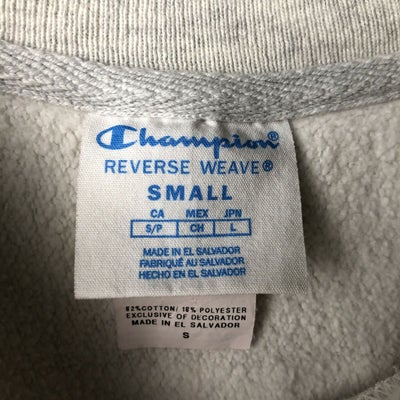 Champion®
REVERSE WEAVE®
SMALL
CA MEX JPN
S/P CH L
MADE IN EL SALVADOR
FABRIQUÉ AU SALVADOR
HECHO EN EL SALVADOR
82%COTTON/ 18% POLYESTER
EXCLUSIVE OF DECORATION
MADE IN EL SALVADOR
S